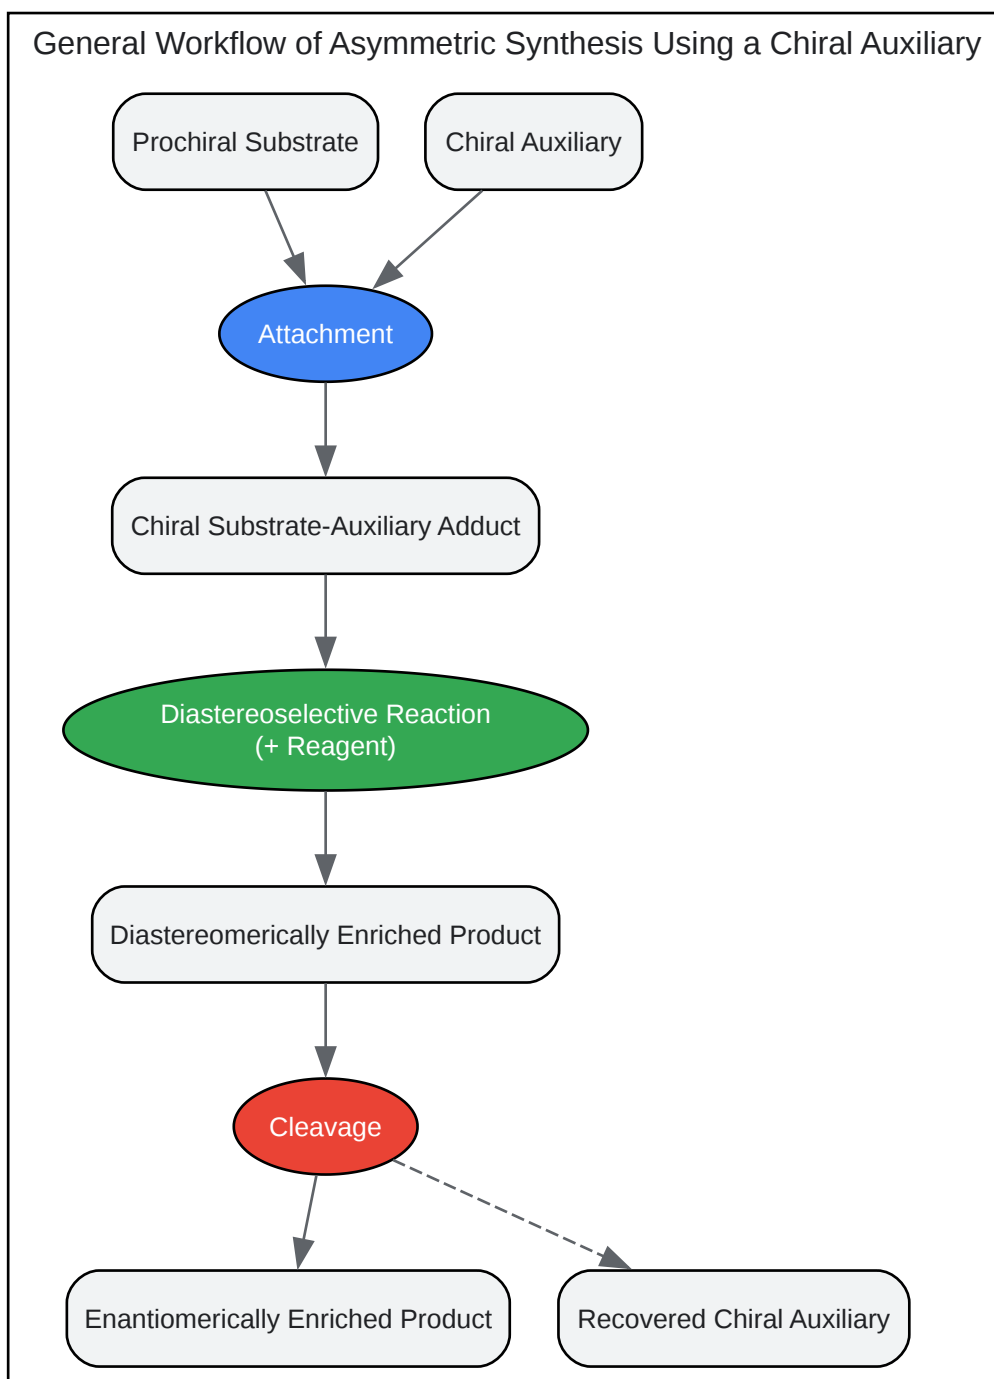 General Workflow of Asymmetric Synthesis Using a Chiral Auxiliary
Prochiral Substrate
Chiral Auxiliary
Attachment
Chiral Substrate-Auxiliary Adduct
Diastereoselective Reaction
(+ Reagent)
Diastereomerically Enriched Product
Cleavage
Enantiomerically Enriched Product
Recovered Chiral Auxiliary